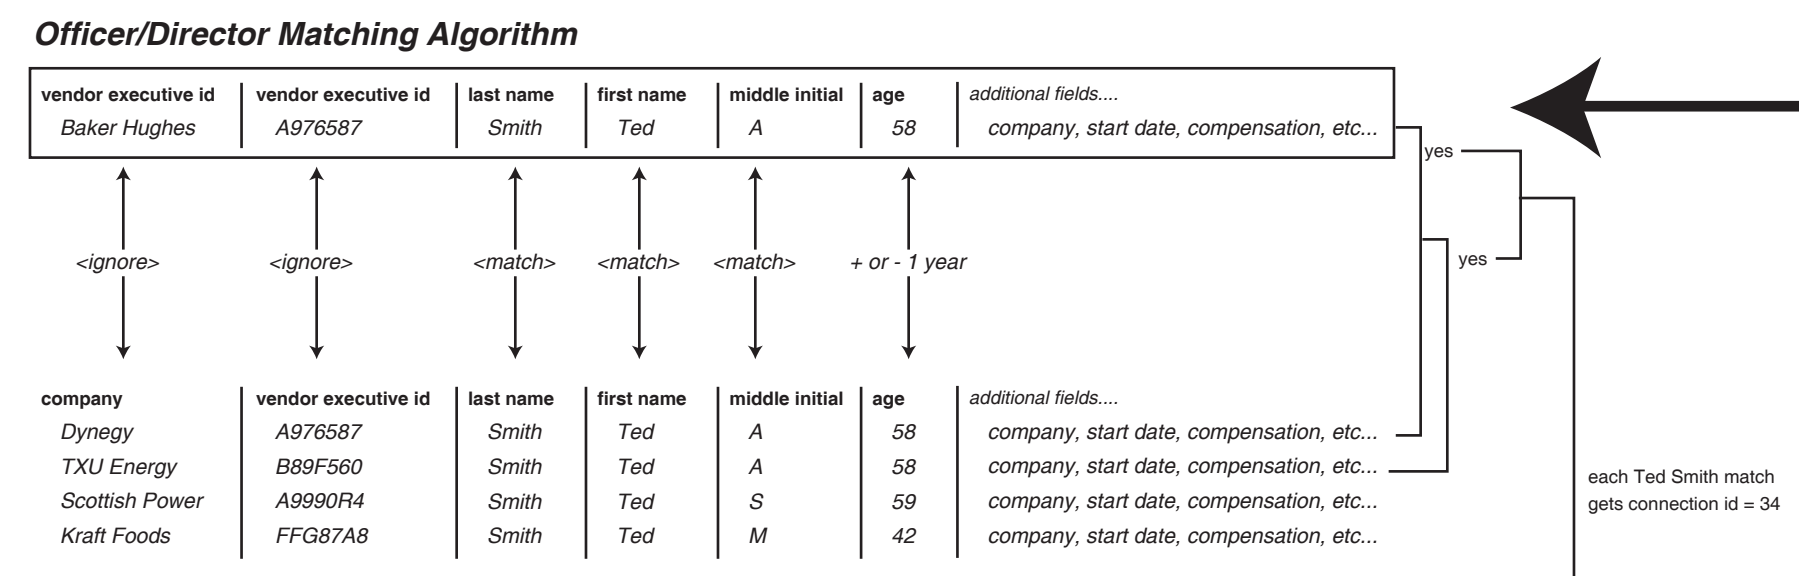 Officer/Director Matching Algorithm
vendor executive id vendor executive id last name first name middle initial age additional fields....
Baker Hughes A976587 Smith Ted A 58 company, start date, compensation, etc...
yes
<ignore> <ignore> <match> <match> <match> + or - 1 year yes
company vendor executive id last name first name middle initial age additional fields....
Dynegy A976587 Smith Ted A 58 company, start date, compensation, etc...
TXU Energy B89F560 Smith Ted A 58 company, start date, compensation, etc...
Scottish Power A9990R4 Smith Ted S 59 company, start date, compensation, etc...
Kraft Foods FFG87A8 Smith Ted M 42 company, start date, compensation, etc...
each Ted Smith match
gets connection id = 34